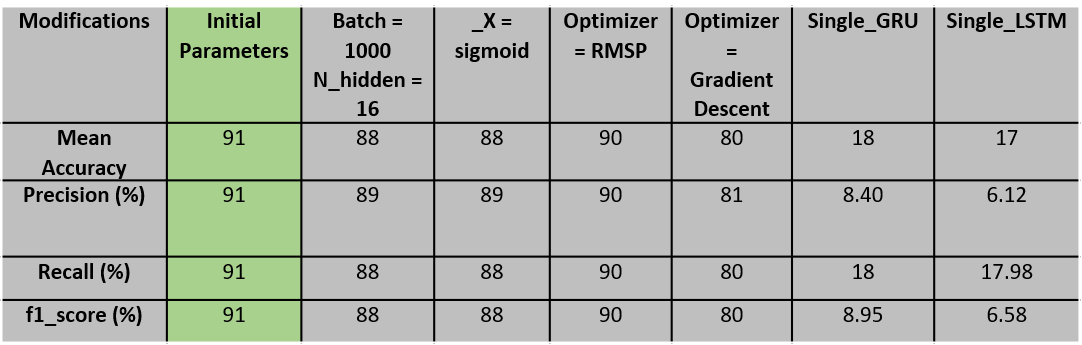 Modifications Initial Parameters Batch = 1000 N_hidden = 16 _X = sigmoid Optimizer = RMSP Optimizer = Gradient Descent Single_GRU Single_LSTM
Mean Accuracy 91 88 88 90 80 18 17
Precision (%) 91 89 89 90 81 8.40 6.12
Recall (%) 91 88 88 90 80 18 17.98
f1_score (%) 91 88 88 90 80 8.95 6.58